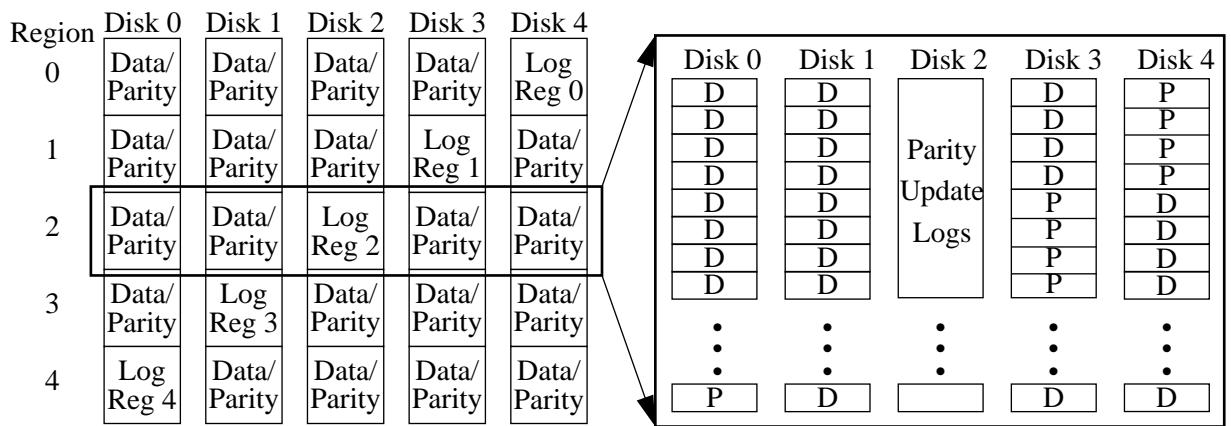 Region Disk 0 Disk 1 Disk 2 Disk 3 Disk 4
0 Data/ Data/ Data/ Data/ Log
Parity Parity Parity Parity Reg 0
1 Data/ Data/ Data/ Log Data/
Parity Parity Parity Reg 1 Parity
2 Data/ Data/ Log Data/ Data/
Parity Parity Reg 2 Parity Parity
3 Data/ Log Data/ Data/ Data/
Parity Reg 3 Parity Parity Parity
4 Log Data/ Data/ Data/ Data/
Reg 4 Parity Parity Parity Parity
Disk 0 Disk 1 Disk 2 Disk 3 Disk 4
D D D P
D D D P
D D Parity D P
D D D P
D D Update P D
D D Logs P D
D D P D
D D P D
P D D D